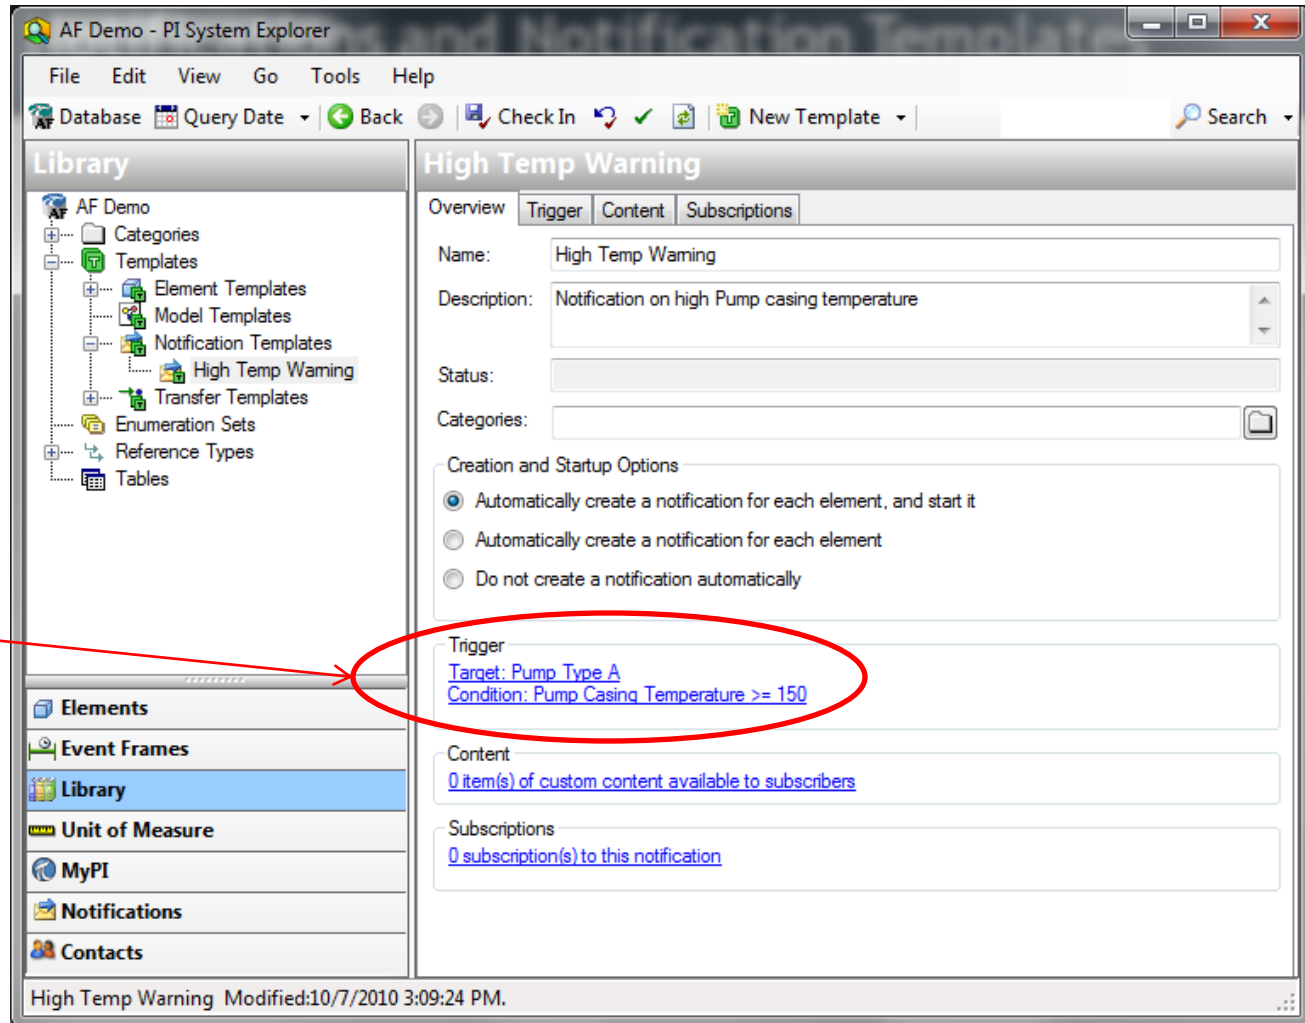 AF Demo - PI System Explorer
and Notification Templates
File Edit View Go Tools Help
Database Query Date Back Check In New Template Search
Library
AF Demo
Categories
Templates
Element Templates
Model Templates
Notification Templates
High Temp Warning
Transfer Templates
Enumeration Sets
Reference Types
Tables
Elements
Event Frames
Library
Unit of Measure
MyPI
Notifications
Contacts
High Temp Warning
Overview Trigger Content Subscriptions
Name: High Temp Warning
Description: Notification on high Pump casing temperature
Status:
Categories:
Creation and Startup Options
Automatically create a notification for each element, and start it
Automatically create a notification for each element
Do not create a notification automatically
Trigger
Target: Pump Type A
Condition: Pump Casing Temperature >= 150
Content
0 item(s) of custom content available to subscribers
Subscriptions
0 subscription(s) to this notification
High Temp Warning Modified:10/7/2010 3:09:24 PM.